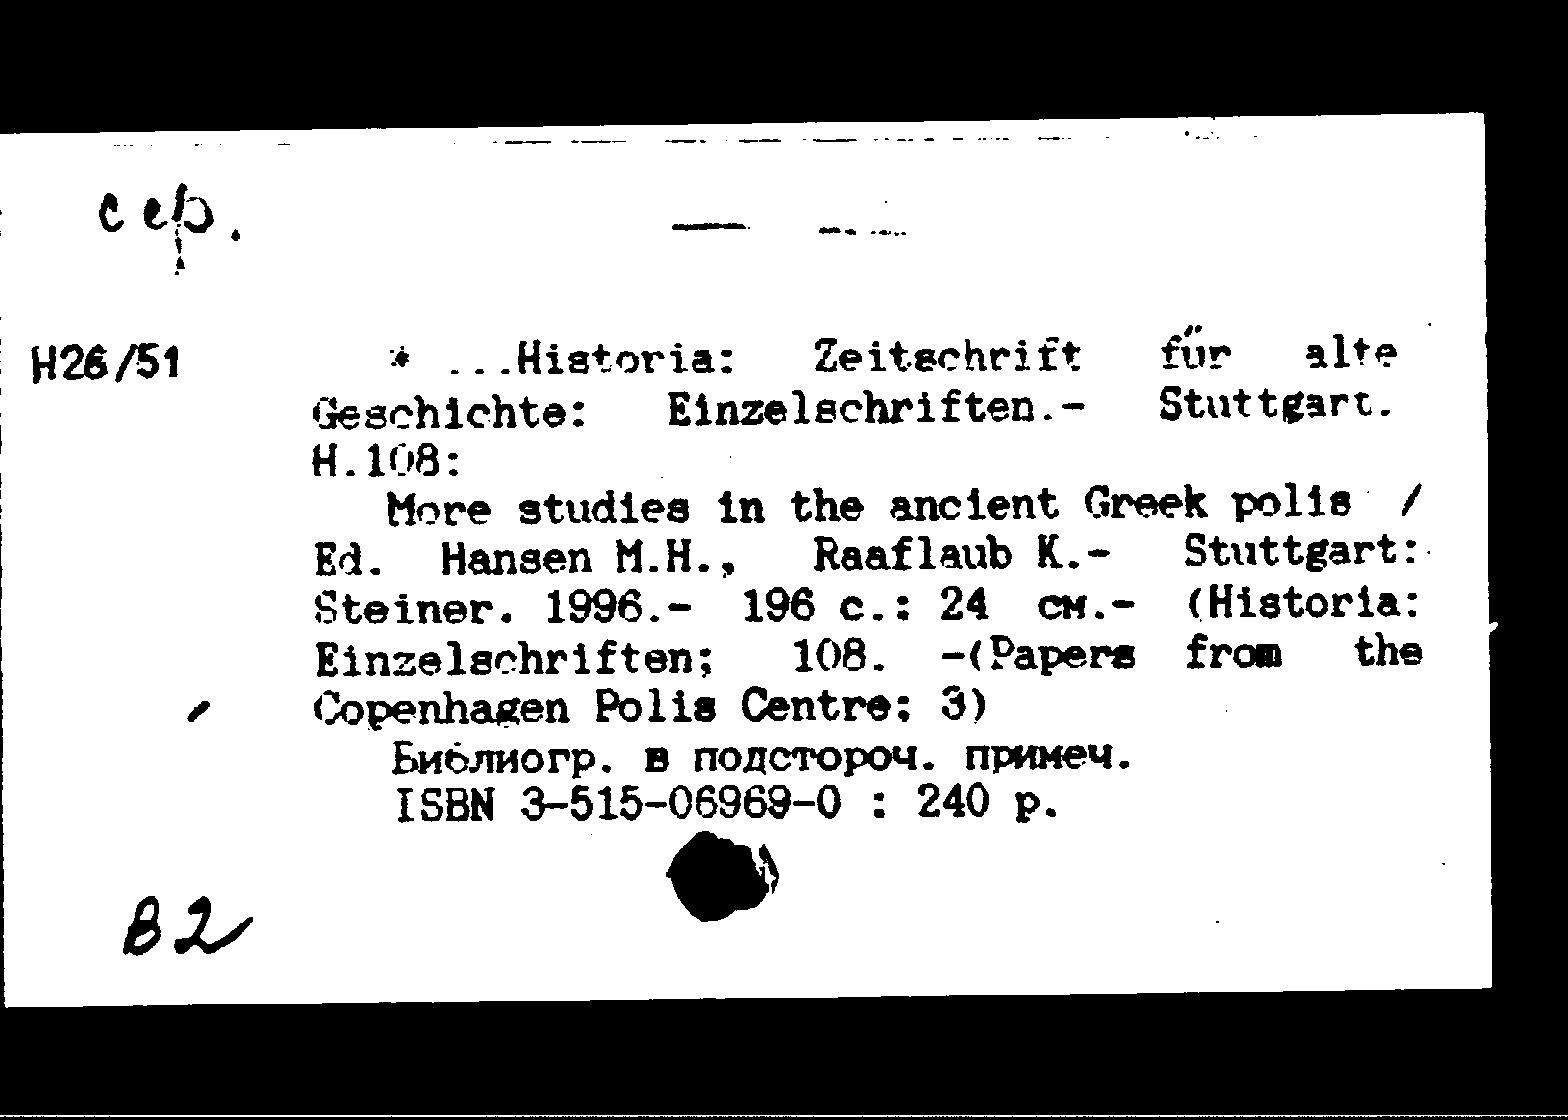 сер.
H26/51 * ...Historia: Zeitschrift für alte
Geschichte: Einzelschriften.- Stuttgart.
H.108:
More studies in the ancient Greek polis /
Ed. Hansen M.H., Raaflaub K.- Stuttgart:
Steiner. 1996.- 196 с.: 24 см.- (Historia:
Einzelschriften; 108. -(Papers from the
Copenhagen Polis Centre; 3)
Библиогр. в подстороч. примеч.
ISBN 3-515-06969-0 : 240 р.
В2